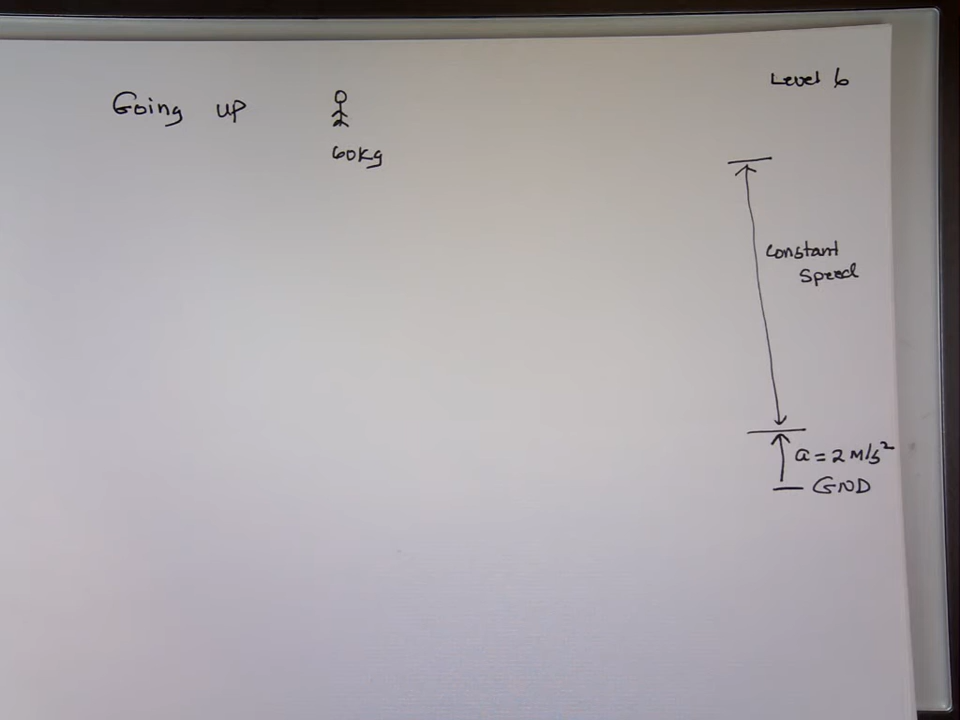 Going up
60Kg
Level 6
Constant
Speed
a = 2 M/s²
GND